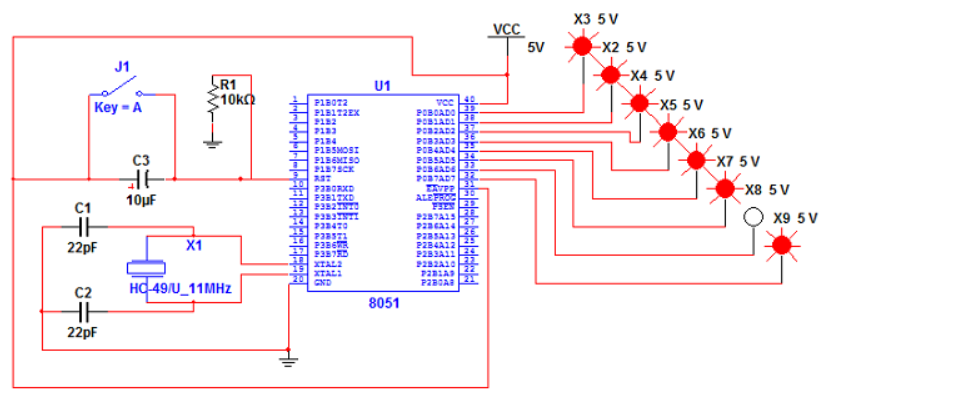 X3 5 V
X2 5 V
X4 5 V
X5 5 V
X6 5 V
X7 5 V
X8 5 V
X9 5 V
VCC
5V
J1
Key = A
R1
10kΩ
C3
10µF
C1
22pF
X1
HC-49/U_11MHz
C2
22pF
U1
1 P1B0T2 VCC 40
2 P1B1T2EX P0B0AD0 39
3 P1B2 P0B1AD1 38
4 P1B3 P0B2AD2 37
5 P1B4 P0B3AD3 36
6 P1B5MOSI P0B4AD4 35
7 P1B6MISO P0B5AD5 34
8 P1B7SCK P0B6AD6 33
9 RST P0B7AD7 32
10 P3B0RXD EAVPP 31
11 P3B1TXD ALEPROG 30
12 P3B2INT0 PSEN 29
13 P3B3INT1 P2B7A15 28
14 P3B4T0 P2B6A14 27
15 P3B5T1 P2B5A13 26
16 P3B6WR P2B4A12 25
17 P3B7RD P2B3A11 24
18 XTAL2 P2B2A10 23
19 XTAL1 P2B1A9 22
20 GND P2B0A8 21
8051